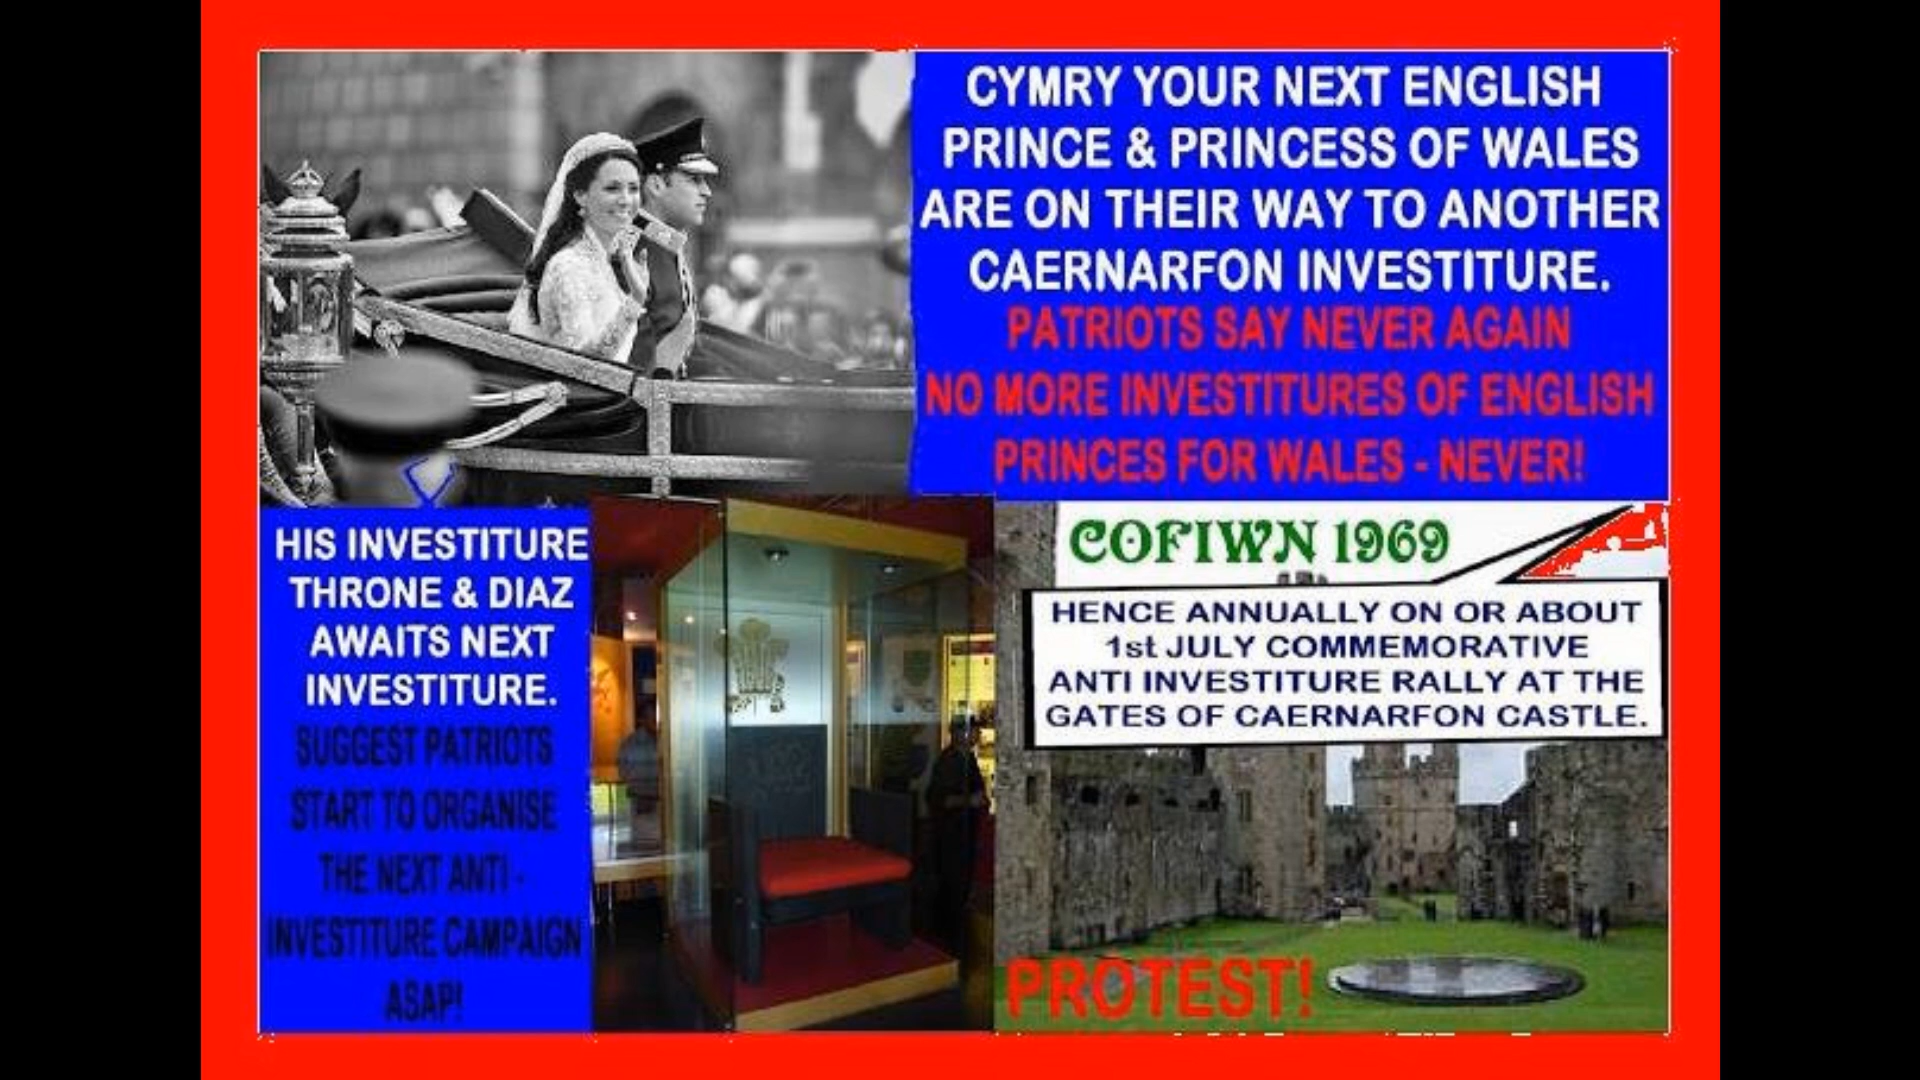 CYMRY YOUR NEXT ENGLISH
PRINCE & PRINCESS OF WALES
ARE ON THEIR WAY TO ANOTHER
CAERNARFON INVESTITURE.
PATRIOTS SAY NEVER AGAIN
NO MORE INVESTITURES OF ENGLISH
PRINCES FOR WALES - NEVER!
HIS INVESTITURE
THRONE & DIAZ
AWAITS NEXT
INVESTITURE.
SUGGEST PATRIOTS
START TO ORGANISE
THE NEXT ANTI -
INVESTITURE CAMPAIGN
ASAP!
COFIWN 1969
HENCE ANNUALLY ON OR ABOUT
1st JULY COMMEMORATIVE
ANTI INVESTITURE RALLY AT THE
GATES OF CAERNARFON CASTLE.
PROTEST!